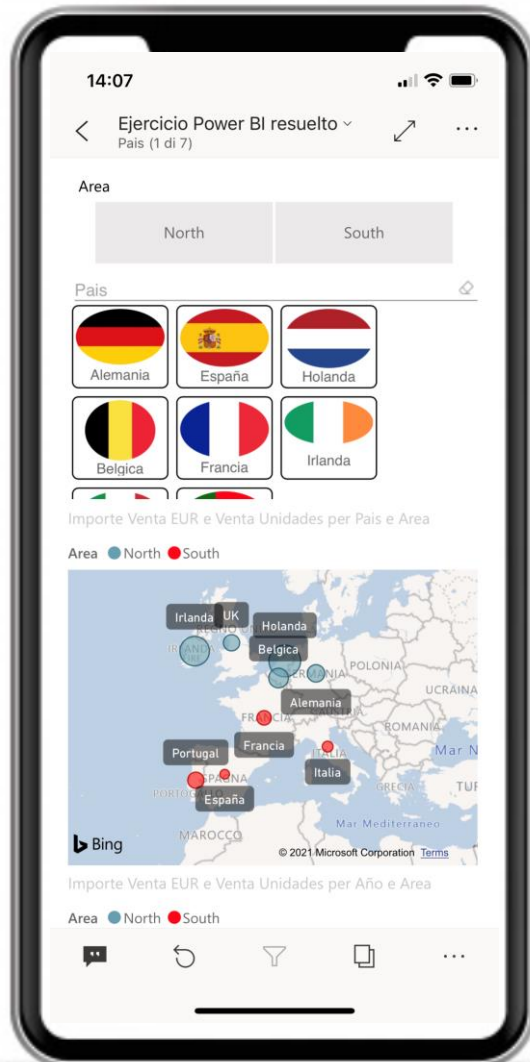 14:07
Ejercicio Power BI resuelto
Pais (1 di 7)
Area
North South
Pais
Alemania España Holanda
Belgica Francia Irlanda
Importe Venta EUR e Venta Unidades per Pais e Area
Area North South
Irlanda UK
Holanda
Belgica
POLONIA
Alemania
UCRAINA
FRANCIA
ROMANIA
Portugal Francia
ITALIA
Mar N
Italia
España
GRECIA
TUR
MAROCCO
Mar Mediterraneo
Bing
© 2021 Microsoft Corporation Terms
Importe Venta EUR e Venta Unidades per Año e Area
Area North South